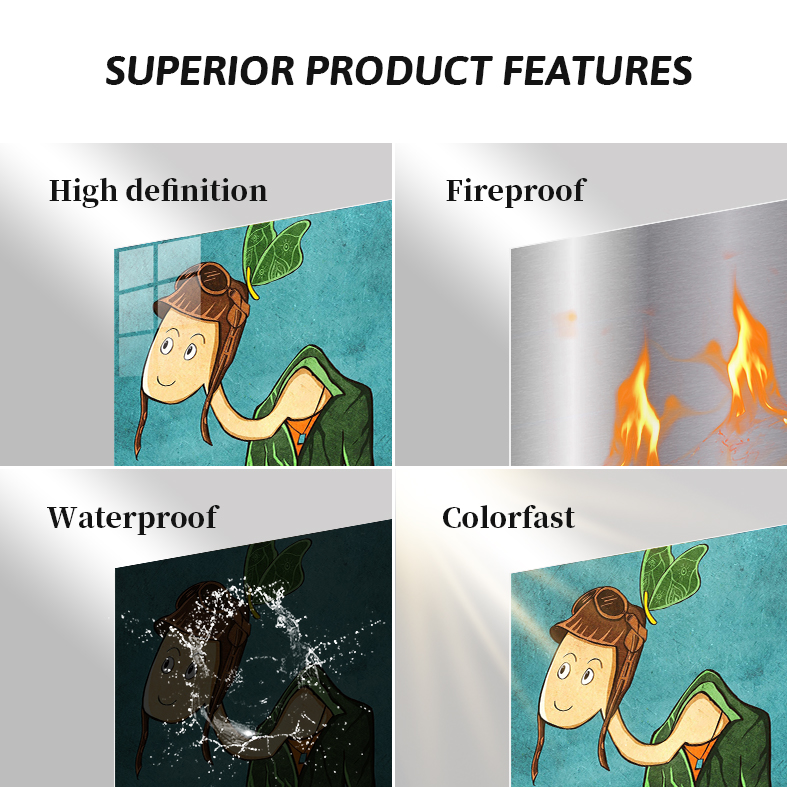 SUPERIOR PRODUCT FEATURES
High definition
Fireproof
Waterproof
Colorfast